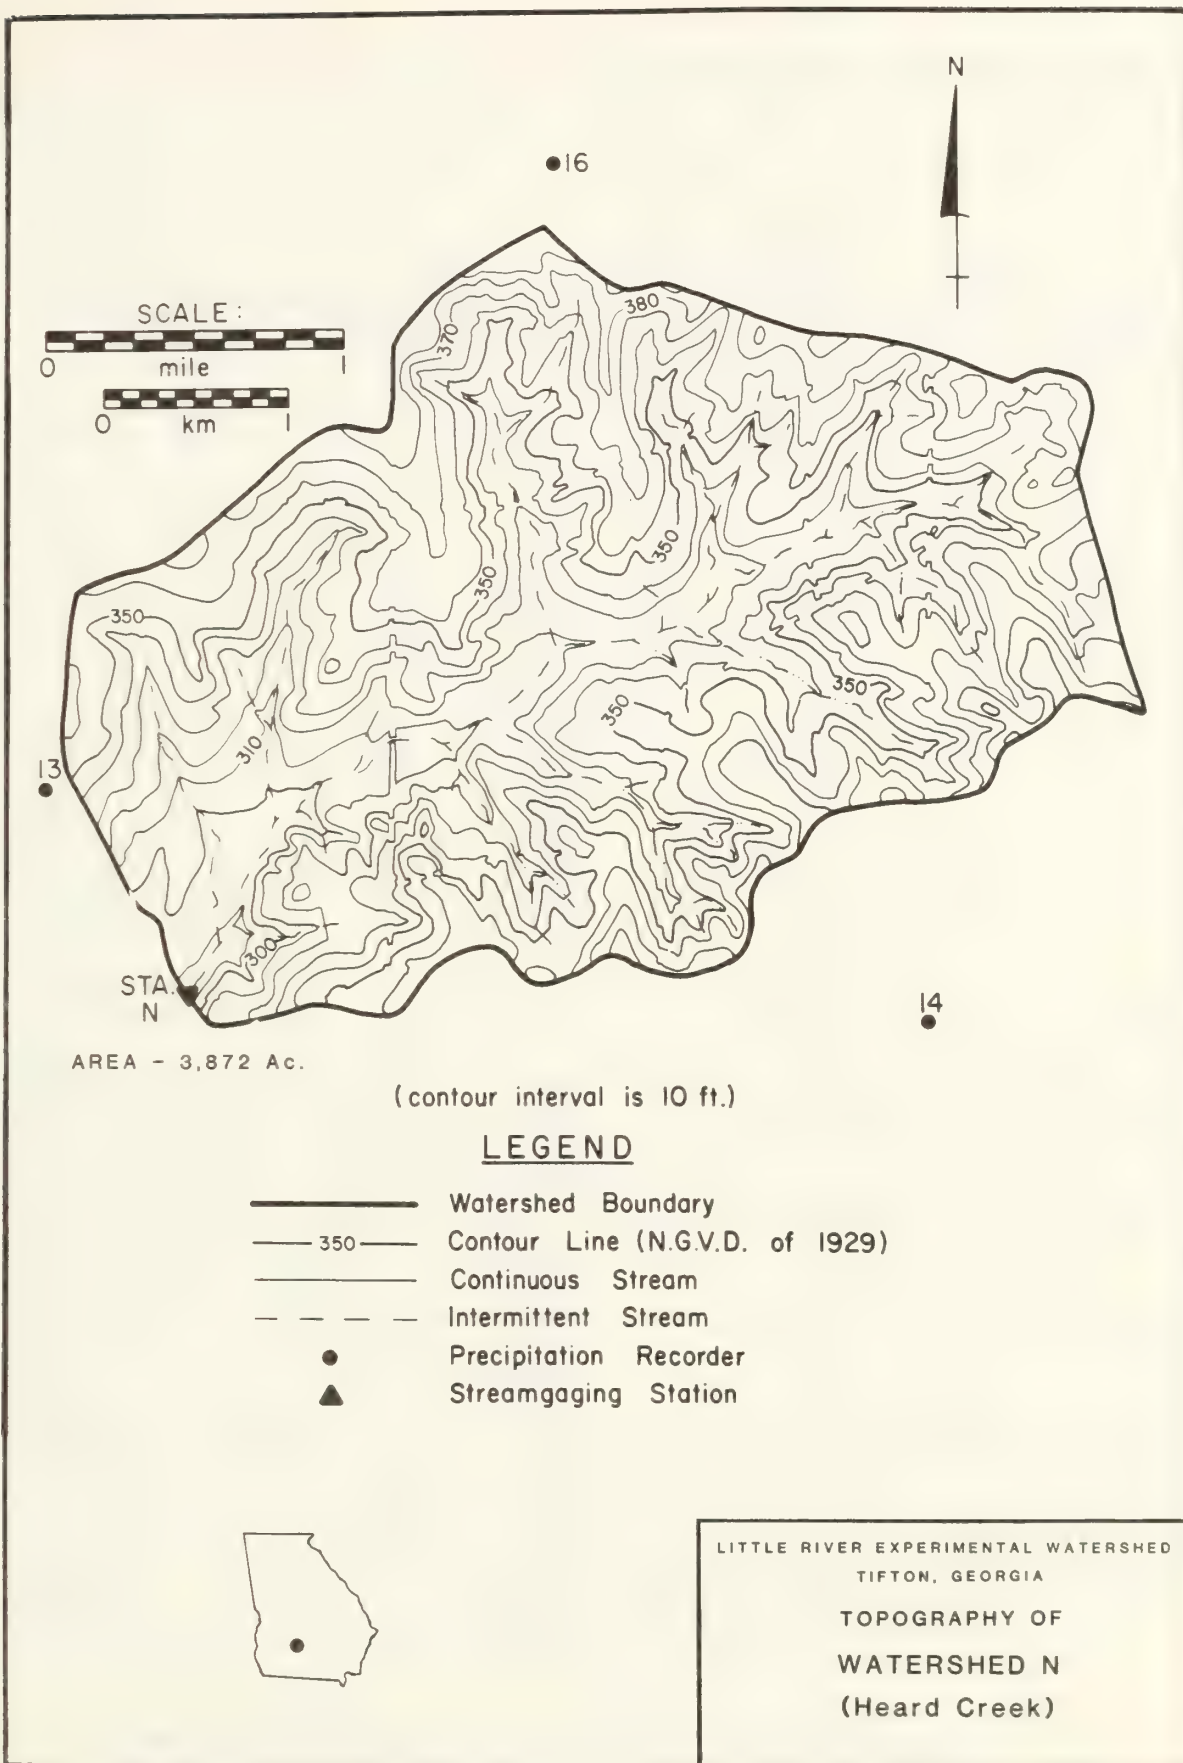 N
16
SCALE:
0 mile 1
0 km 1
380
370
350
350
350
350
350
310
13
300
STA.
N
14
AREA - 3,872 Ac.
(contour interval is 10 ft.)
LEGEND
Watershed Boundary
350 Contour Line (N.G.V.D. of 1929)
Continuous Stream
Intermittent Stream
Precipitation Recorder
Streamgaging Station
LITTLE RIVER EXPERIMENTAL WATERSHED
TIFTON, GEORGIA
TOPOGRAPHY OF
WATERSHED N
(Heard Creek)